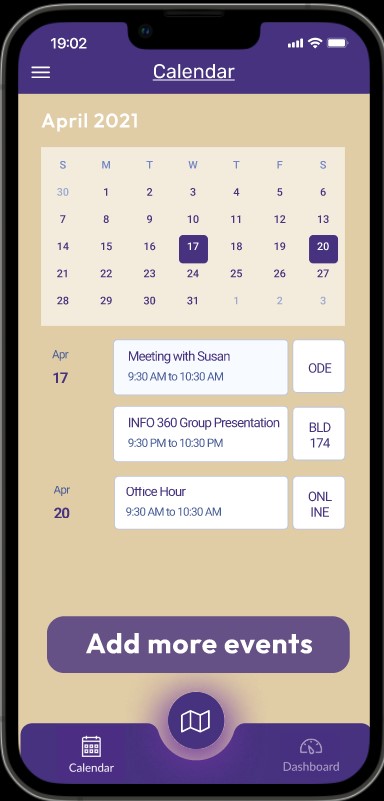 19:02
Calendar
April 2021
S M T W T F S
30 1 2 3 4 5 6
7 8 9 10 11 12 13
14 15 16 17 18 19 20
21 22 23 24 25 26 27
28 29 30 31 1 2 3
Apr
17
Meeting with Susan
9:30 AM to 10:30 AM
ODE
INFO 360 Group Presentation
9:30 PM to 10:30 PM
BLD
174
Apr
20
Office Hour
9:30 AM to 10:30 AM
ONL
INE
Add more events
Calendar
Dashboard